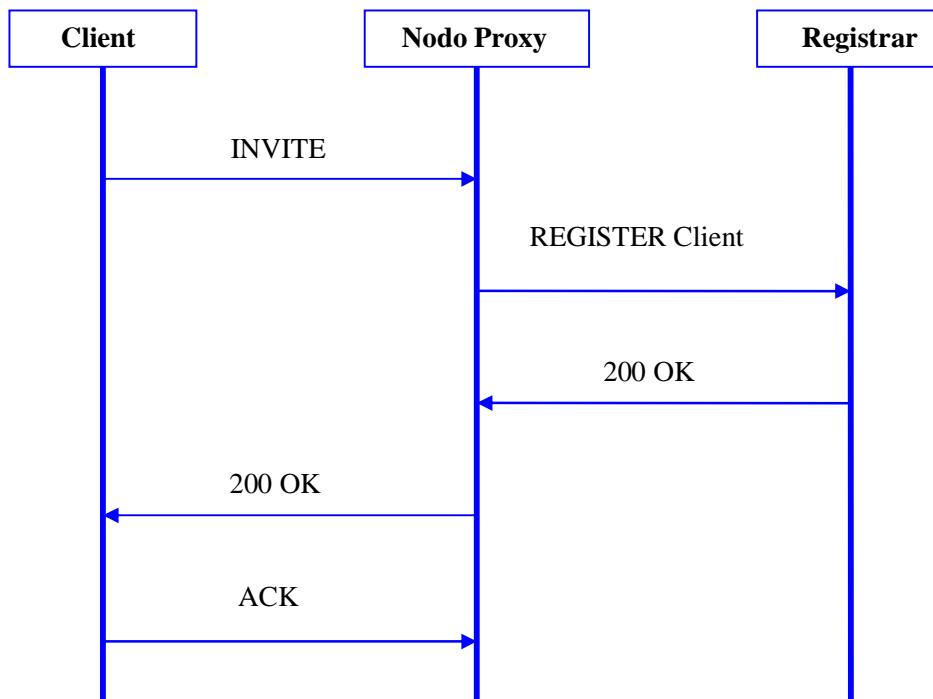 Client
Nodo Proxy
Registrar
INVITE
REGISTER Client
200 OK
200 OK
ACK